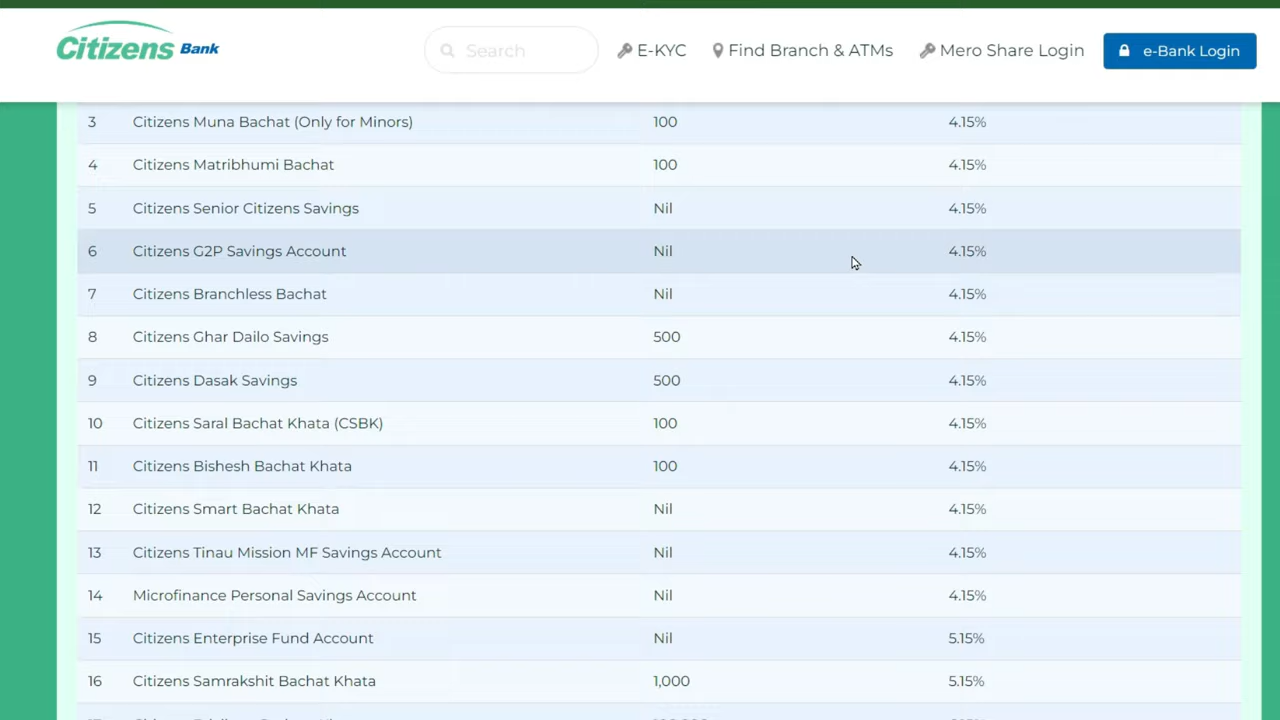 Citizens Bank
Search
E-KYC
Find Branch & ATMs
Mero Share Login
e-Bank Login
3 Citizens Muna Bachat (Only for Minors) 100 4.15%
4 Citizens Matribhumi Bachat 100 4.15%
5 Citizens Senior Citizens Savings Nil 4.15%
6 Citizens G2P Savings Account Nil 4.15%
7 Citizens Branchless Bachat Nil 4.15%
8 Citizens Ghar Dailo Savings 500 4.15%
9 Citizens Dasak Savings 500 4.15%
10 Citizens Saral Bachat Khata (CSBK) 100 4.15%
11 Citizens Bishesh Bachat Khata 100 4.15%
12 Citizens Smart Bachat Khata Nil 4.15%
13 Citizens Tinau Mission MF Savings Account Nil 4.15%
14 Microfinance Personal Savings Account Nil 4.15%
15 Citizens Enterprise Fund Account Nil 5.15%
16 Citizens Samrakshit Bachat Khata 1,000 5.15%